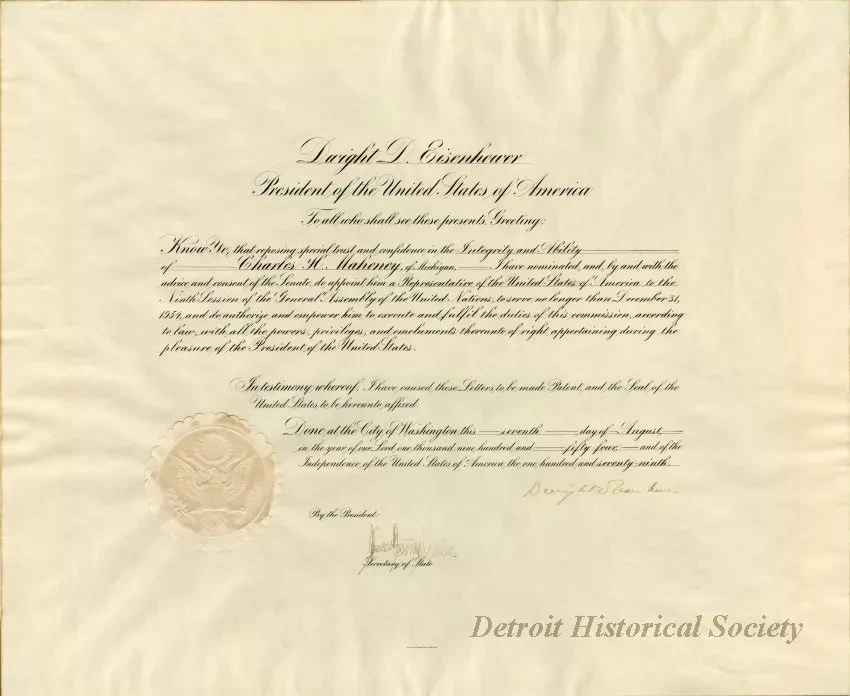 Dwight D. Eisenhower
President of the United States of America
To all who shall see these presents, Greeting:
Know Ye, that reposing special trust and confidence in the Integrity and Ability
of Charles H. Mahoney, of Michigan, I have nominated, and, by and with the
advice and consent of the Senate, do appoint him a Representative of the United States of America to the
Ninth Session of the General Assembly of the United Nations, to serve no longer than December 31,
1954, and do authorize and empower him to execute and fulfil the duties of this commission, according
to law, with all the powers, privileges, and emoluments thereunto of right appertaining during the
pleasure of the President of the United States.
In testimony whereof, I have caused these Letters to be made Patent, and the Seal of the
United States to be hereunto affixed.
Done at the City of Washington this seventh day of August,
in the year of our Lord one thousand nine hundred and fifty four, and of the
Independence of the United States of America the one hundred and seventy-ninth.
Dwight D Eisenhower
By the President:
Secretary of State.
Detroit Historical Society